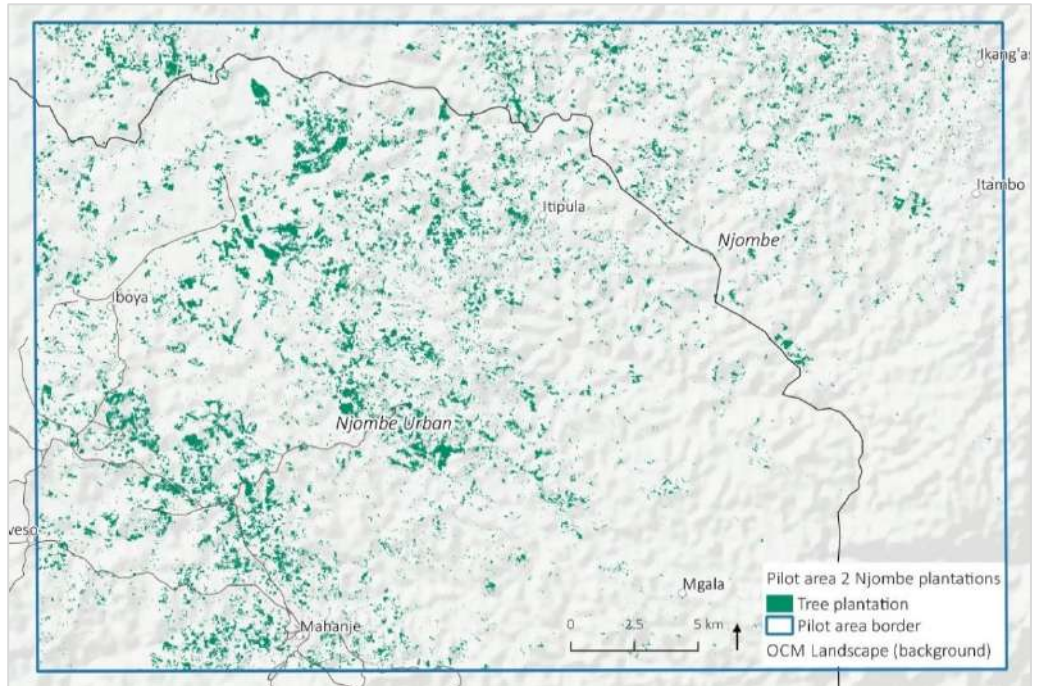 Ikang'as
Itambo
Itipula
Njombe
Iboya
Njombe Urban
Mgala
Mahanje
0 2.5 5 km
Pilot area 2 Njombe plantations
Tree plantation
Pilot area border
OCM Landscape (background)